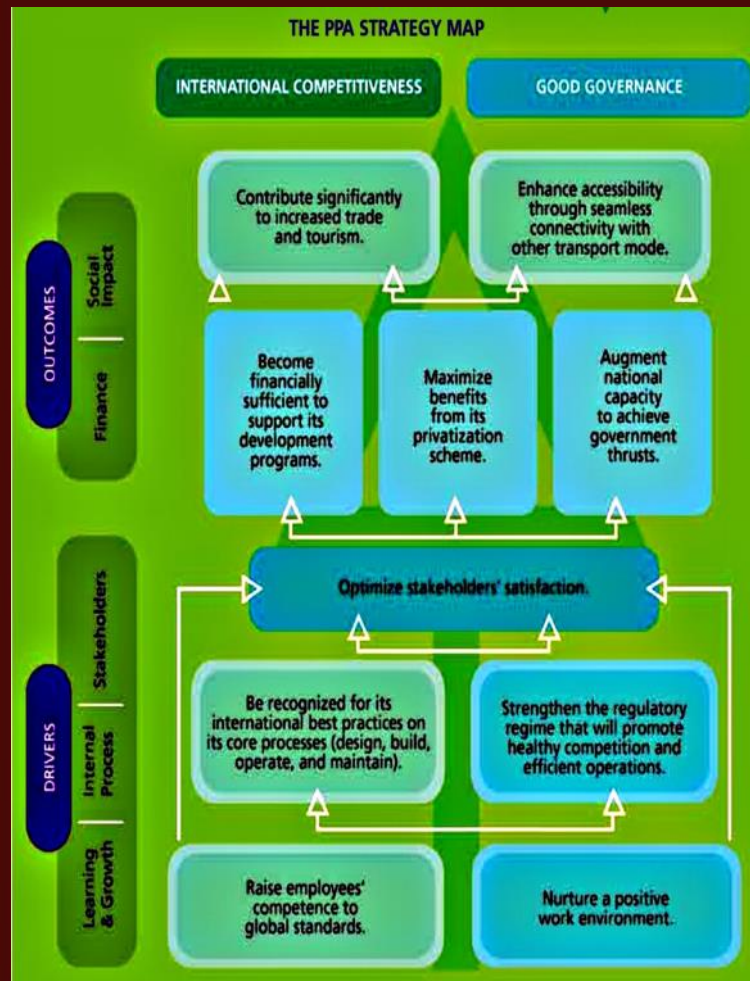 THE PPA STRATEGY MAP
INTERNATIONAL COMPETITIVENESS
GOOD GOVERNANCE
OUTCOMES
Social
Impact
Finance
Contribute significantly
to increased trade
and tourism.
Enhance accessibility
through seamless
connectivity with
other transport mode.
Become
financially
sufficient to
support its
development
programs.
Maximize
benefits
from its
privatization
scheme.
Augment
national
capacity
to achieve
government
thrusts.
DRIVERS
Stakeholders
Internal
Process
Learning
& Growth
Optimize stakeholders' satisfaction.
Be recognized for its
international best practices on
its core processes (design, build,
operate, and maintain).
Strengthen the regulatory
regime that will promote
healthy competition and
efficient operations.
Raise employees'
competence to
global standards.
Nurture a positive
work environment.